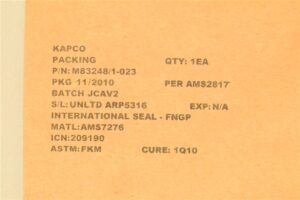 KAPCO
PACKING QTY: 1EA
P/N: M83248/1-023
PKG 11/2010 PER AMS2817
BATCH JCAV2
S/L: UNLTD ARP5316 EXP: N/A
INTERNATIONAL SEAL - FNGP
MATL:AMS7276
ICN:209190
ASTM:FKM CURE: 1Q10